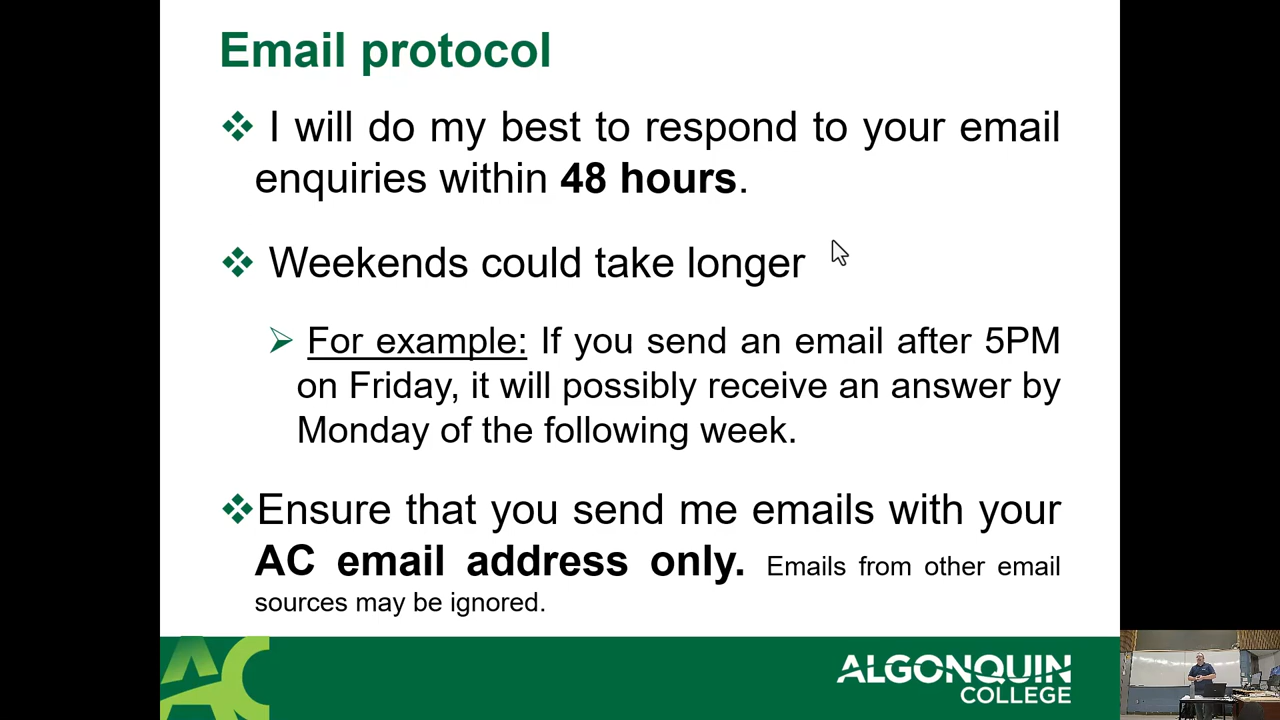 Email protocol
❖ I will do my best to respond to your email
enquiries within 48 hours.
❖ Weekends could take longer
➢ For example: If you send an email after 5PM
on Friday, it will possibly receive an answer by
Monday of the following week.
❖Ensure that you send me emails with your
AC email address only. Emails from other email
sources may be ignored.
AC
ALGONQUIN
COLLEGE